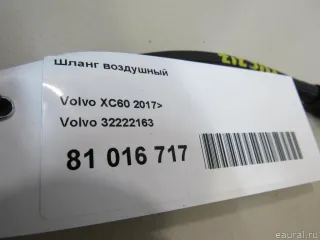 Шланг воздушный
Volvo XC60 2017>
Volvo 32222163
81 016 717
© eaural.ru